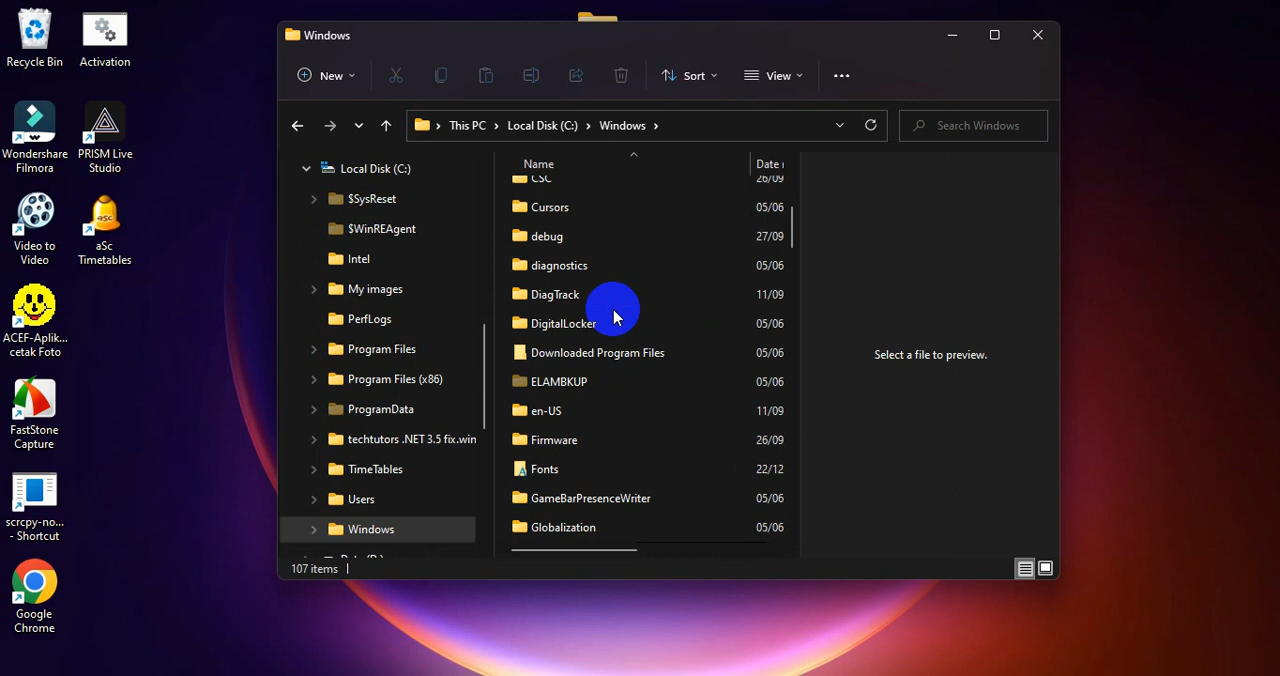 Recycle Bin
Activation
Wondershare
Filmora
PRISM Live
Studio
Video to
Video
asc
aSc
Timetables
ACEF-Aplik...
cetak Foto
FastStone
Capture
scrcpy-no...
- Shortcut
Google
Chrome
Windows
New
Sort
View
This PC
Local Disk (C:)
Windows
Search Windows
Local Disk (C:)
$SysReset
$WinREAgent
Intel
My images
PerfLogs
Program Files
Program Files (x86)
ProgramData
techtutors .NET 3.5 fix.win
TimeTables
Users
Windows
Name Date
CSC 26/09
Cursors 05/06
debug 27/09
diagnostics 05/06
DiagTrack 11/09
DigitalLocker 05/06
Downloaded Program Files 05/06
ELAMBKUP 05/06
en-US 11/09
Firmware 26/09
Fonts 22/12
GameBarPresenceWriter 05/06
Globalization 05/06
Select a file to preview.
107 items